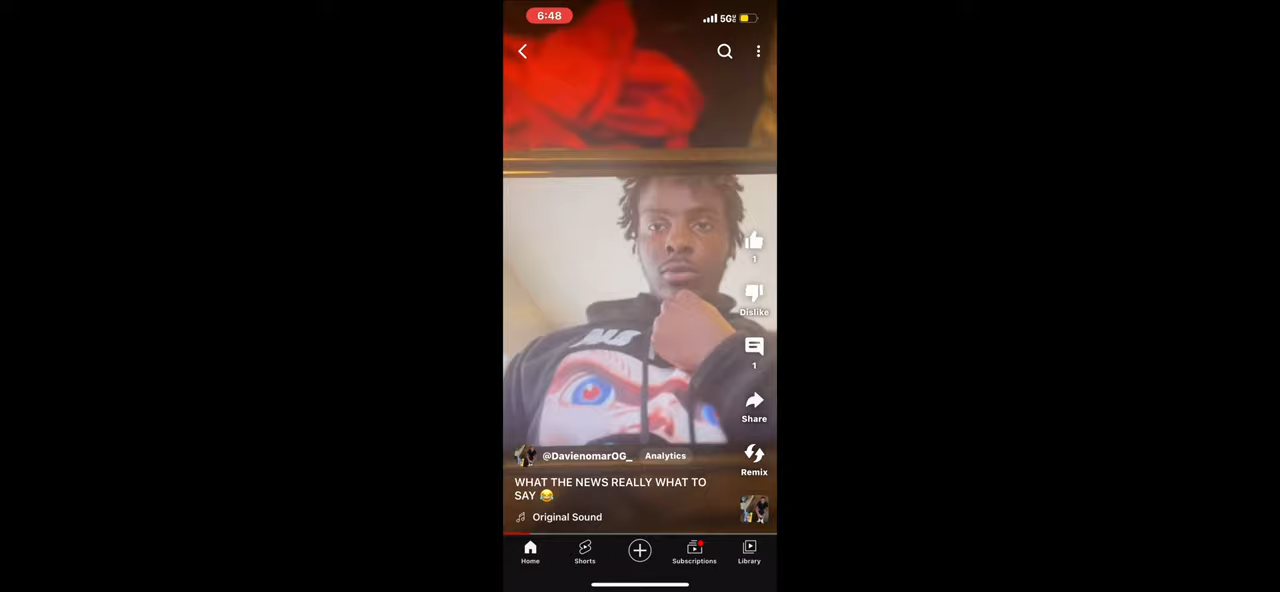 6:48
5G
1
Dislike
1
Share
@DavienomarOG_ Analytics
Remix
WHAT THE NEWS REALLY WHAT TO
SAY 😂
Original Sound
Home Shorts Subscriptions Library